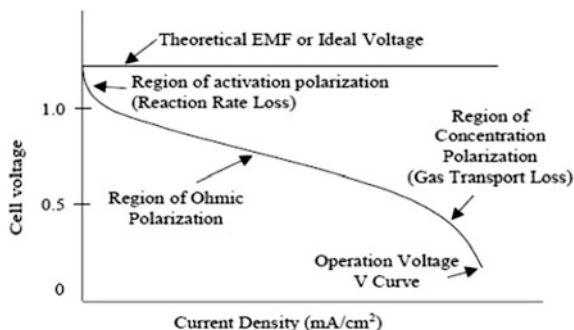 Theoretical EMF or Ideal Voltage
Region of activation polarization
(Reaction Rate Loss)
1.0
Region of
Concentration
Polarization
(Gas Transport Loss)
Cell voltage
Region of Ohmic
Polarization
0.5
Operation Voltage
V Curve
0
Current Density (mA/cm²)